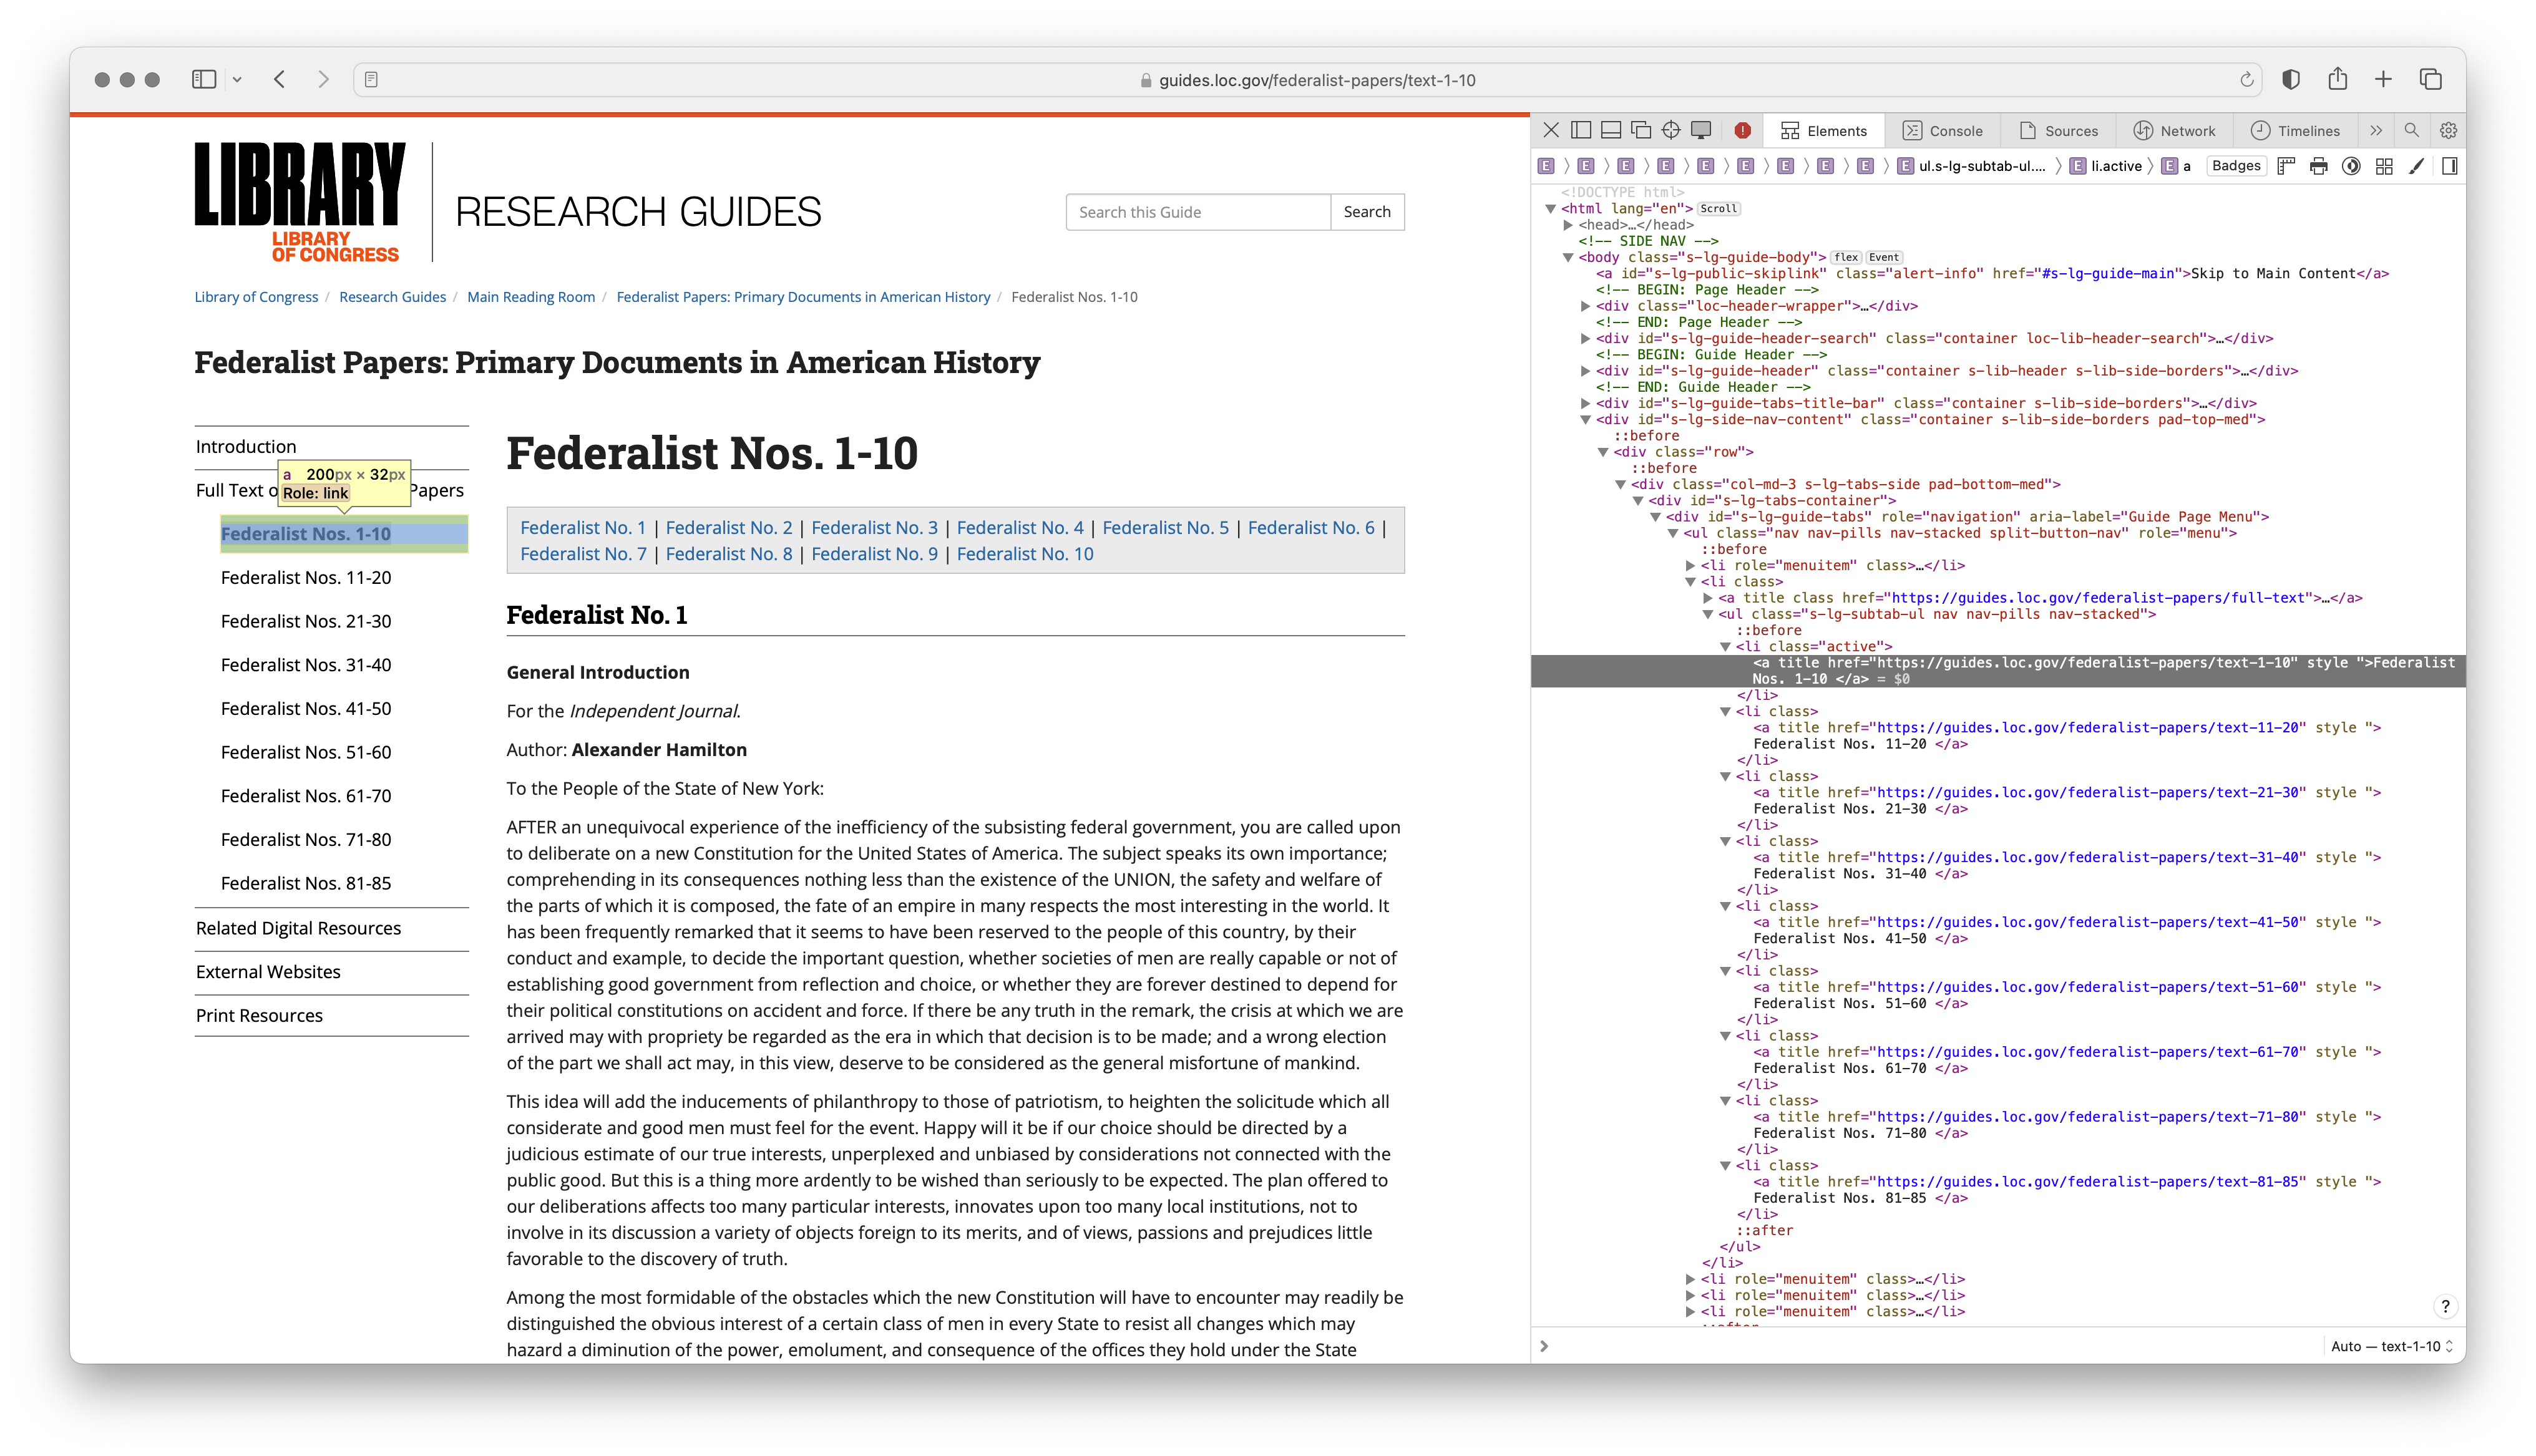 guides.loc.gov/federalist-papers/text-1-10
LIBRARY
LIBRARY
OF CONGRESS
RESEARCH GUIDES
Search this Guide
Search
Library of Congress / Research Guides / Main Reading Room / Federalist Papers: Primary Documents in American History / Federalist Nos. 1-10
Federalist Papers: Primary Documents in American History
Introduction
a 200px × 32px
Role: link
Full Text o
Papers
Federalist Nos. 1-10
Federalist Nos. 11-20
Federalist Nos. 21-30
Federalist Nos. 31-40
Federalist Nos. 41-50
Federalist Nos. 51-60
Federalist Nos. 61-70
Federalist Nos. 71-80
Federalist Nos. 81-85
Related Digital Resources
External Websites
Print Resources
Federalist Nos. 1-10
Federalist No. 1 | Federalist No. 2 | Federalist No. 3 | Federalist No. 4 | Federalist No. 5 | Federalist No. 6 |
Federalist No. 7 | Federalist No. 8 | Federalist No. 9 | Federalist No. 10
Federalist No. 1
General Introduction
For the Independent Journal.
Author: Alexander Hamilton
To the People of the State of New York:
AFTER an unequivocal experience of the inefficiency of the subsisting federal government, you are called upon
to deliberate on a new Constitution for the United States of America. The subject speaks its own importance;
comprehending in its consequences nothing less than the existence of the UNION, the safety and welfare of
the parts of which it is composed, the fate of an empire in many respects the most interesting in the world. It
has been frequently remarked that it seems to have been reserved to the people of this country, by their
conduct and example, to decide the important question, whether societies of men are really capable or not of
establishing good government from reflection and choice, or whether they are forever destined to depend for
their political constitutions on accident and force. If there be any truth in the remark, the crisis at which we are
arrived may with propriety be regarded as the era in which that decision is to be made; and a wrong election
of the part we shall act may, in this view, deserve to be considered as the general misfortune of mankind.
This idea will add the inducements of philanthropy to those of patriotism, to heighten the solicitude which all
considerate and good men must feel for the event. Happy will it be if our choice should be directed by a
judicious estimate of our true interests, unperplexed and unbiased by considerations not connected with the
public good. But this is a thing more ardently to be wished than seriously to be expected. The plan offered to
our deliberations affects too many particular interests, innovates upon too many local institutions, not to
involve in its discussion a variety of objects foreign to its merits, and of views, passions and prejudices little
favorable to the discovery of truth.
Among the most formidable of the obstacles which the new Constitution will have to encounter may readily be
distinguished the obvious interest of a certain class of men in every State to resist all changes which may
hazard a diminution of the power, emolument, and consequence of the offices they hold under the State
Elements
Console
Sources
Network
Timelines
E E E E E E E E E E ul.s-lg-subtab-ul.... E li.active E a Badges
<!DOCTYPE html>
<html lang="en"> Scroll
<head>…</head>
<!-- SIDE NAV -->
<body class="s-lg-guide-body"> flex Event
<a id="s-lg-public-skiplink" class="alert-info" href="#s-lg-guide-main">Skip to Main Content</a>
<!-- BEGIN: Page Header -->
<div class="loc-header-wrapper">…</div>
<!-- END: Page Header -->
<div id="s-lg-guide-header-search" class="container loc-lib-header-search">…</div>
<!-- BEGIN: Guide Header -->
<div id="s-lg-guide-header" class="container s-lib-header s-lib-side-borders">…</div>
<!-- END: Guide Header -->
<div id="s-lg-guide-tabs-title-bar" class="container s-lib-side-borders">…</div>
<div id="s-lg-side-nav-content" class="container s-lib-side-borders pad-top-med">
::before
<div class="row">
::before
<div class="col-md-3 s-lg-tabs-side pad-bottom-med">
<div id="s-lg-tabs-container">
<div id="s-lg-guide-tabs" role="navigation" aria-label="Guide Page Menu">
<ul class="nav nav-pills nav-stacked split-button-nav" role="menu">
::before
<li role="menuitem" class>…</li>
<li class>
<a title class href="https://guides.loc.gov/federalist-papers/full-text">…</a>
<ul class="s-lg-subtab-ul nav nav-pills nav-stacked">
::before
<li class="active">
<a title href="https://guides.loc.gov/federalist-papers/text-1-10" style ">Federalist
Nos. 1-10 </a> = $0
</li>
<li class>
<a title href="https://guides.loc.gov/federalist-papers/text-11-20" style ">
Federalist Nos. 11-20 </a>
</li>
<li class>
<a title href="https://guides.loc.gov/federalist-papers/text-21-30" style ">
Federalist Nos. 21-30 </a>
</li>
<li class>
<a title href="https://guides.loc.gov/federalist-papers/text-31-40" style ">
Federalist Nos. 31-40 </a>
</li>
<li class>
<a title href="https://guides.loc.gov/federalist-papers/text-41-50" style ">
Federalist Nos. 41-50 </a>
</li>
<li class>
<a title href="https://guides.loc.gov/federalist-papers/text-51-60" style ">
Federalist Nos. 51-60 </a>
</li>
<li class>
<a title href="https://guides.loc.gov/federalist-papers/text-61-70" style ">
Federalist Nos. 61-70 </a>
</li>
<li class>
<a title href="https://guides.loc.gov/federalist-papers/text-71-80" style ">
Federalist Nos. 71-80 </a>
</li>
<li class>
<a title href="https://guides.loc.gov/federalist-papers/text-81-85" style ">
Federalist Nos. 81-85 </a>
</li>
::after
</ul>
</li>
<li role="menuitem" class>…</li>
<li role="menuitem" class>…</li>
<li role="menuitem" class>…</li>
::after
?
Auto — text-1-10